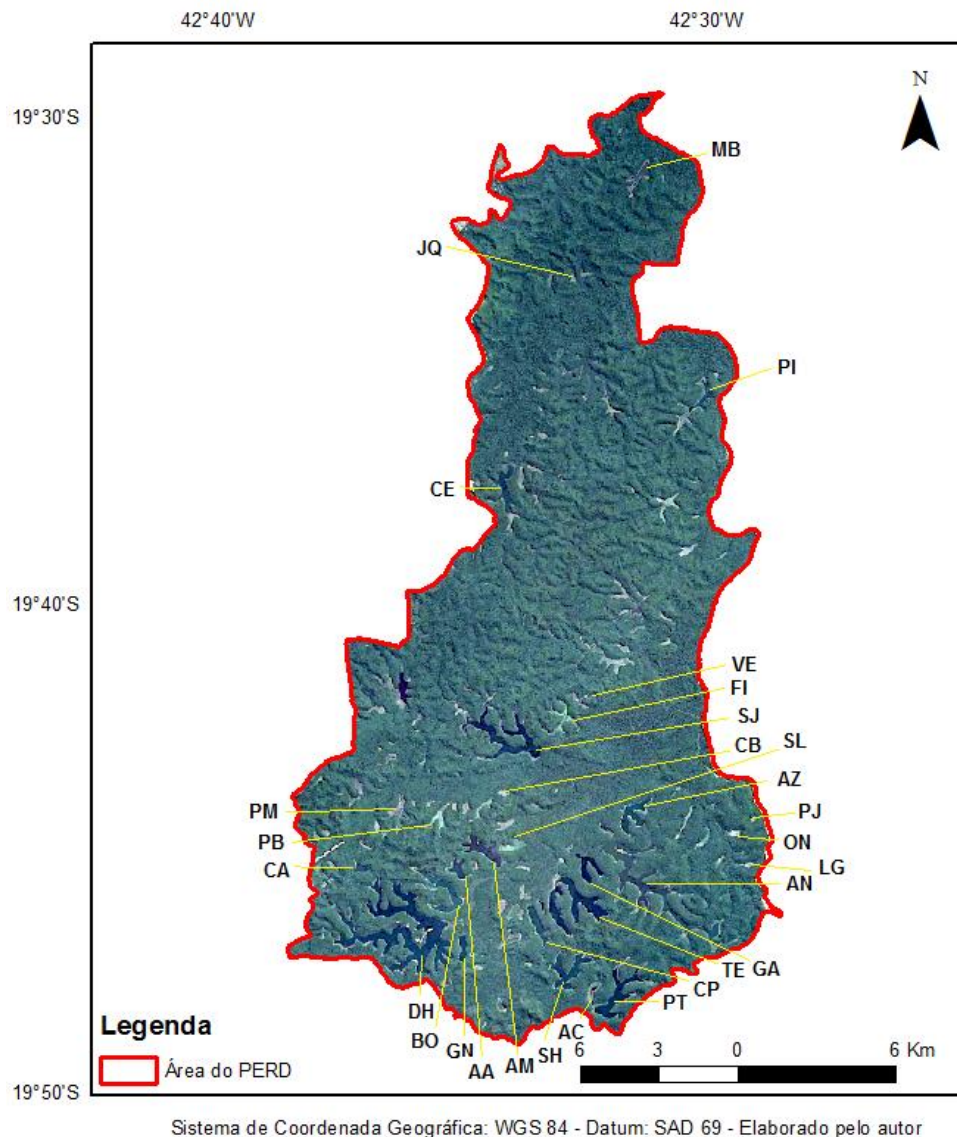 42°40'W 42°30'W
19°30'S
N
MB
JQ
PI
CE
19°40'S
VE
FI
SJ
CB SL
AZ
PM PJ
PB ON
CA LG
AN
TE GA
DH CP
BO AC PT
GN SH
AA AM
Legenda
Área do PERD
6 3 0 6 Km
19°50'S
Sistema de Coordenada Geográfica: WGS 84 - Datum: SAD 69 - Elaborado pelo autor